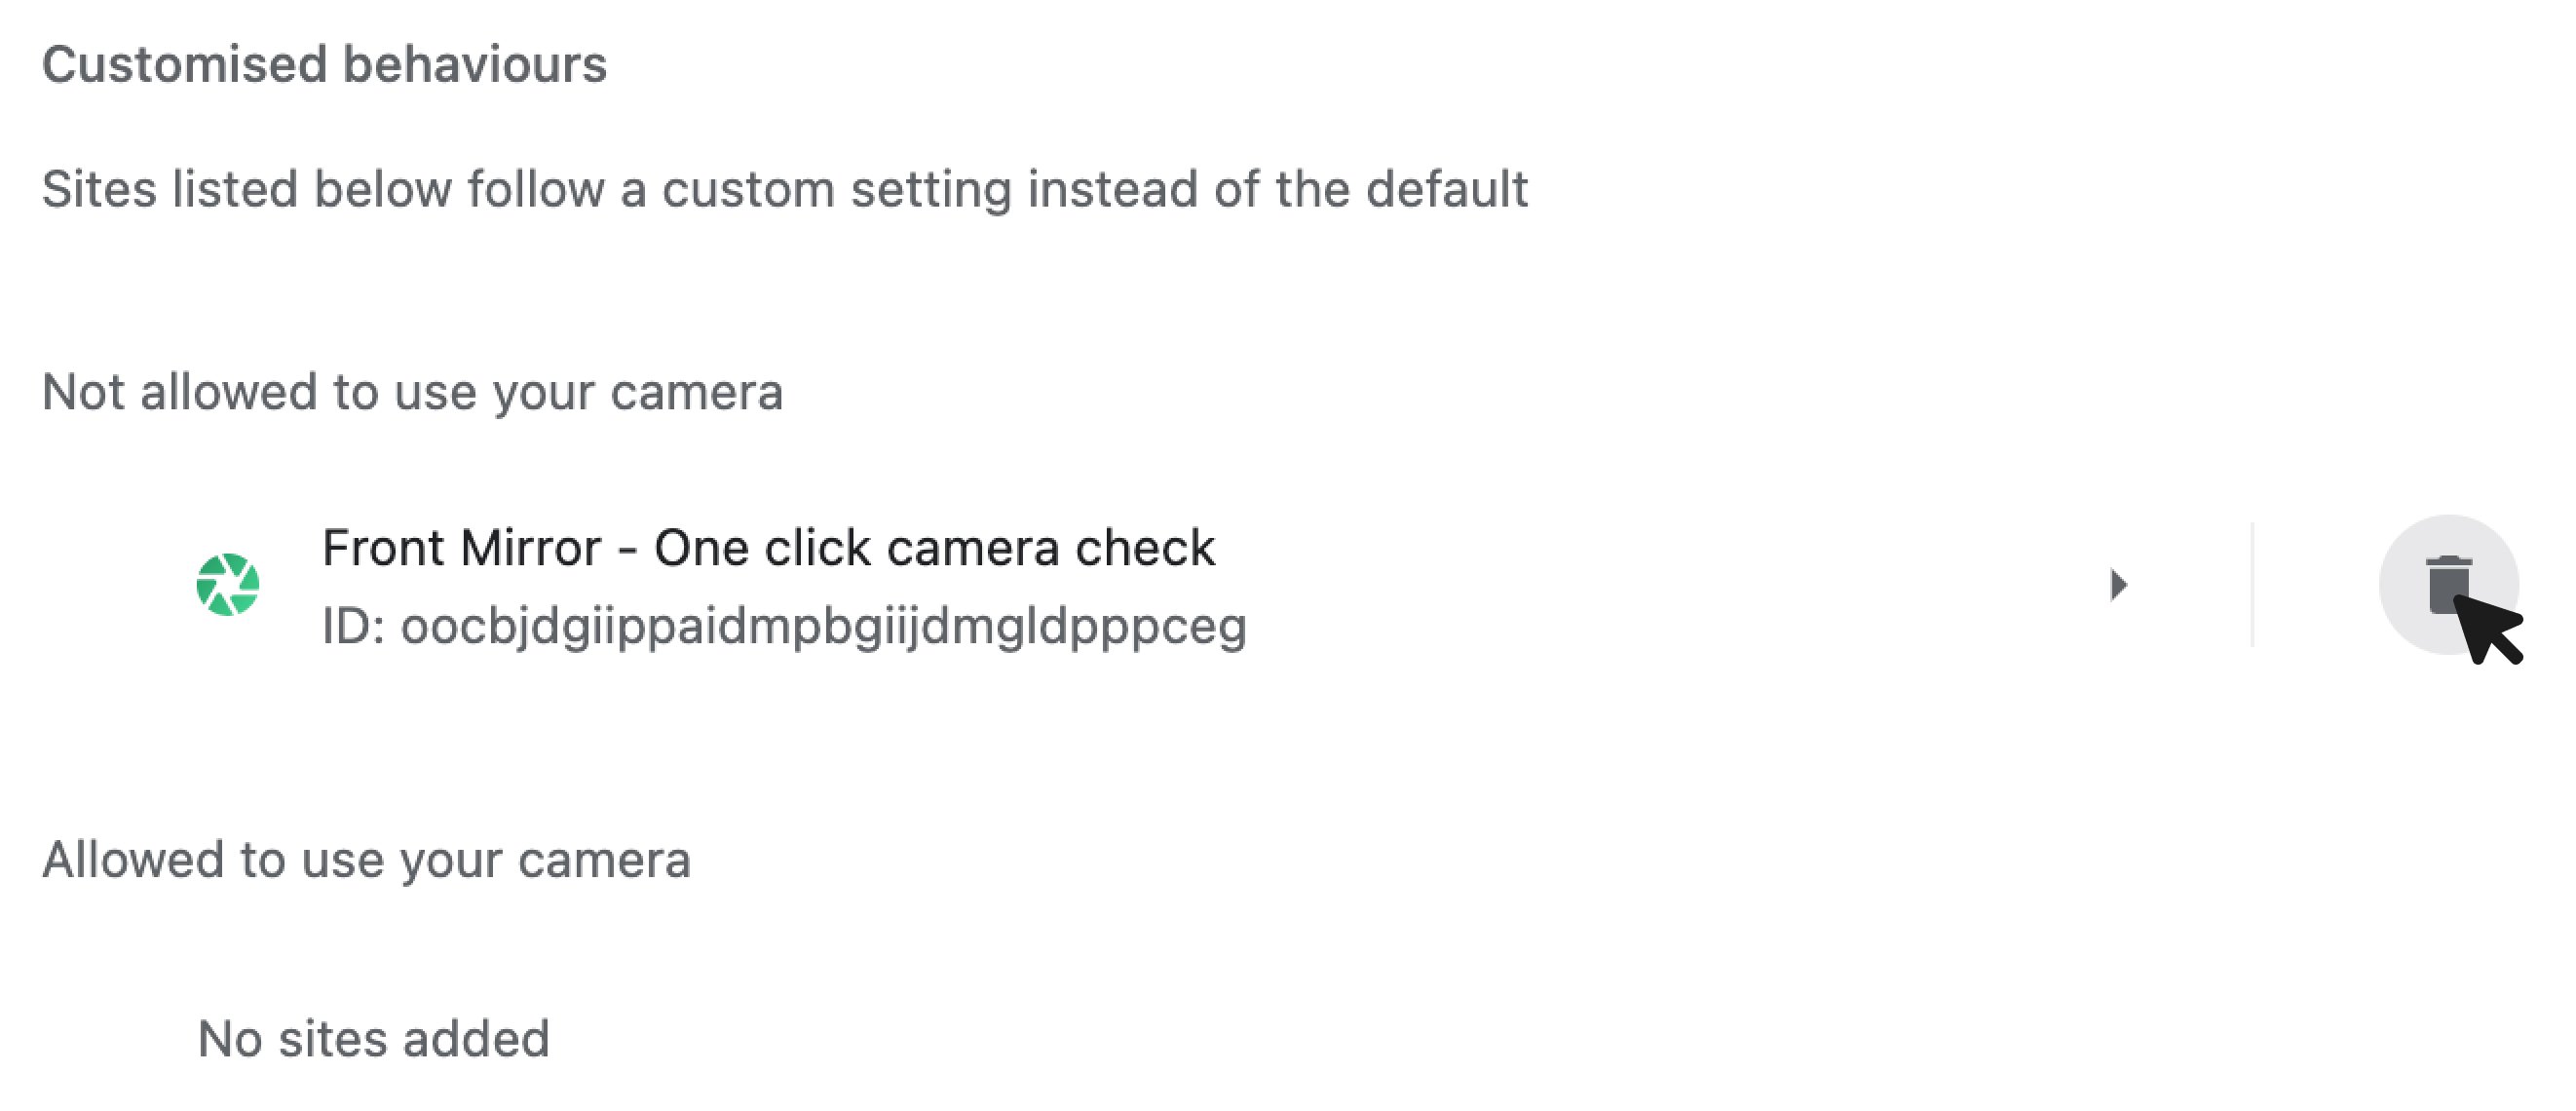 Customised behaviours
Sites listed below follow a custom setting instead of the default
Not allowed to use your camera
Front Mirror - One click camera check
ID: oocbjdgiippaidmpbgiijdmgldpppceg
Allowed to use your camera
No sites added